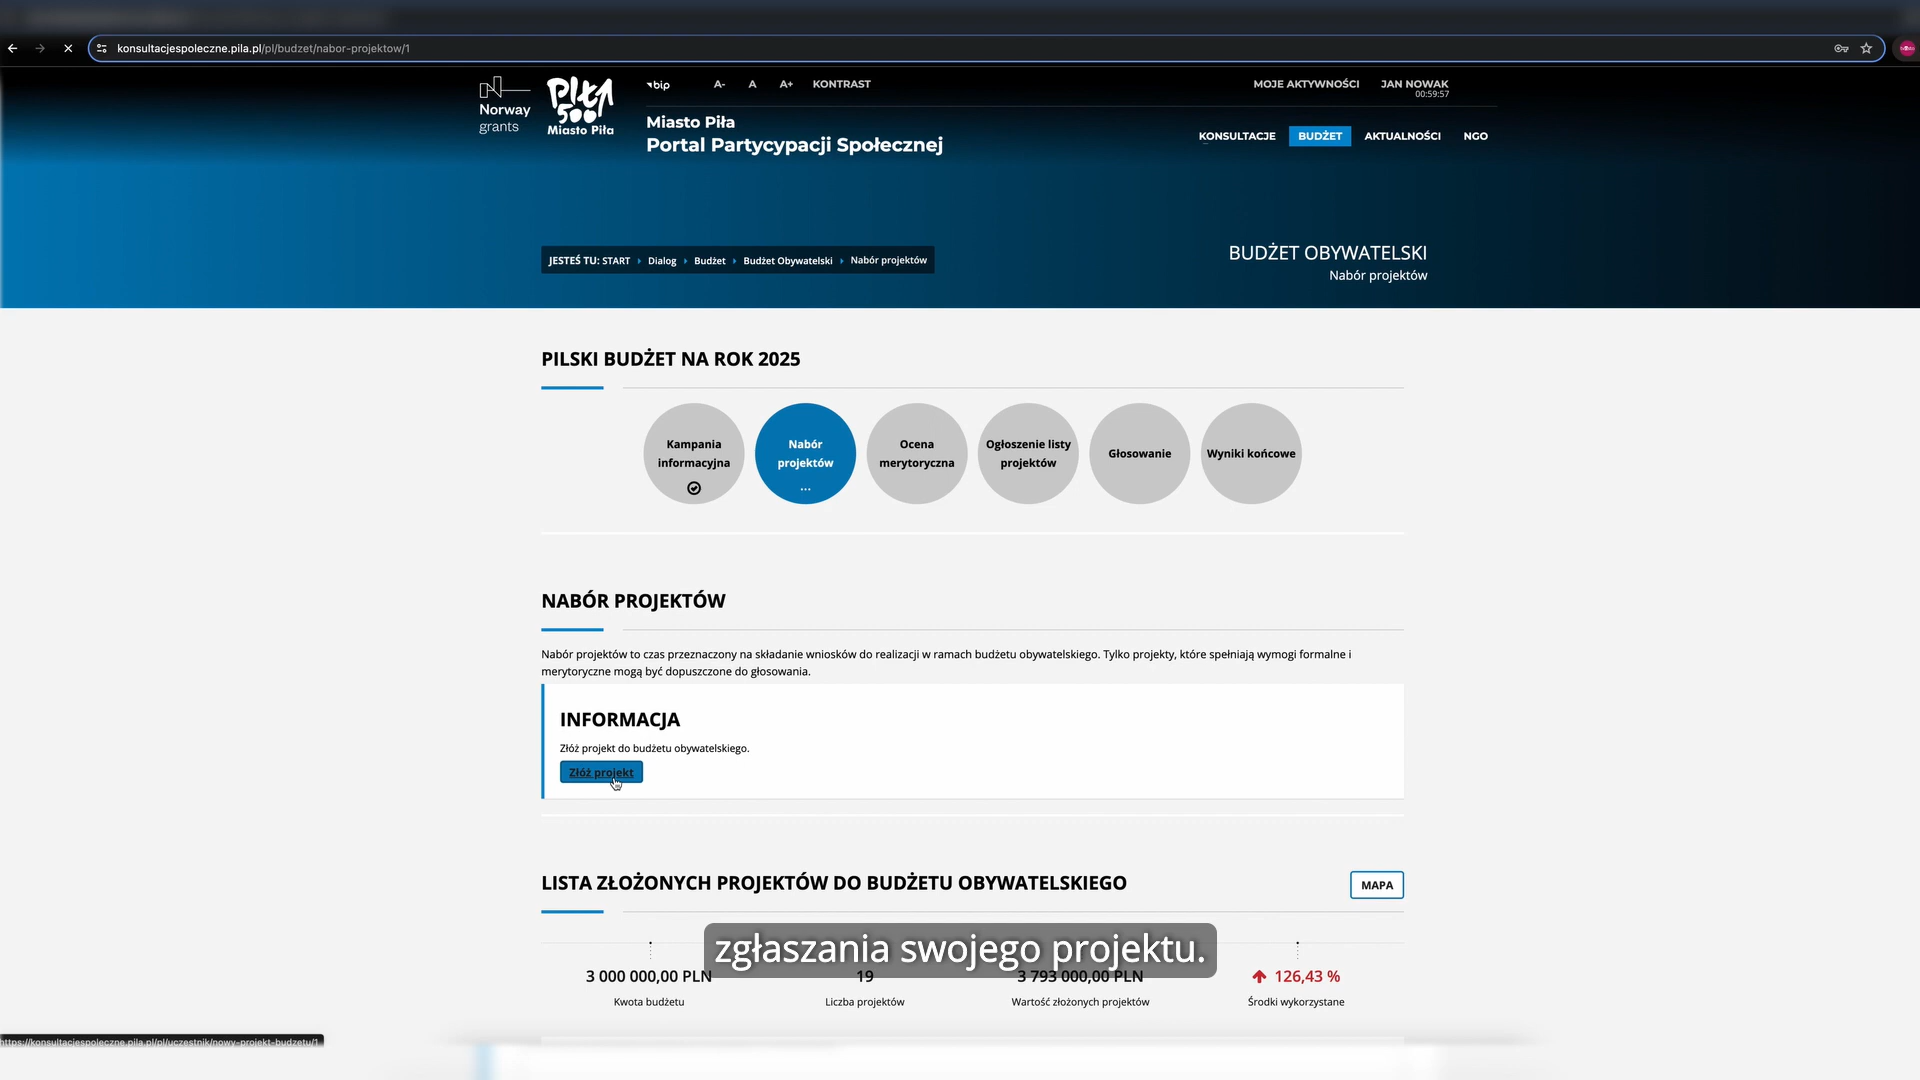 konsultacjespoleczne.pila.pl/pl/budzet/nabor-projektow/1
Norway
grants
PIŁA
500
Miasto Piła
bip
A-
A
A+
KONTRAST
MOJE AKTYWNOŚCI
JAN NOWAK
00:59:57
Miasto Piła
Portal Partycypacji Społecznej
KONSULTACJE
BUDŻET
AKTUALNOŚCI
NGO
JESTEŚ TU: START
Dialog
Budżet
Budżet Obywatelski
Nabór projektów
BUDŻET OBYWATELSKI
Nabór projektów
PILSKI BUDŻET NA ROK 2025
Kampania
informacyjna
Nabór
projektów
...
Ocena
merytoryczna
Ogłoszenie listy
projektów
Głosowanie
Wyniki końcowe
NABÓR PROJEKTÓW
Nabór projektów to czas przeznaczony na składanie wniosków do realizacji w ramach budżetu obywatelskiego. Tylko projekty, które spełniają wymogi formalne i
merytoryczne mogą być dopuszczone do głosowania.
INFORMACJA
Złóż projekt do budżetu obywatelskiego.
Złóż projekt
LISTA ZŁOŻONYCH PROJEKTÓW DO BUDŻETU OBYWATELSKIEGO
MAPA
zgłaszania swojego projektu.
3 000 000,00 PLN
19
3 793 000,00 PLN
126,43 %
Kwota budżetu
Liczba projektów
Wartość złożonych projektów
Środki wykorzystane
https://konsultacjespoleczne.pila.pl/pl/uczestnik/nowy-projekt-budzetu/1